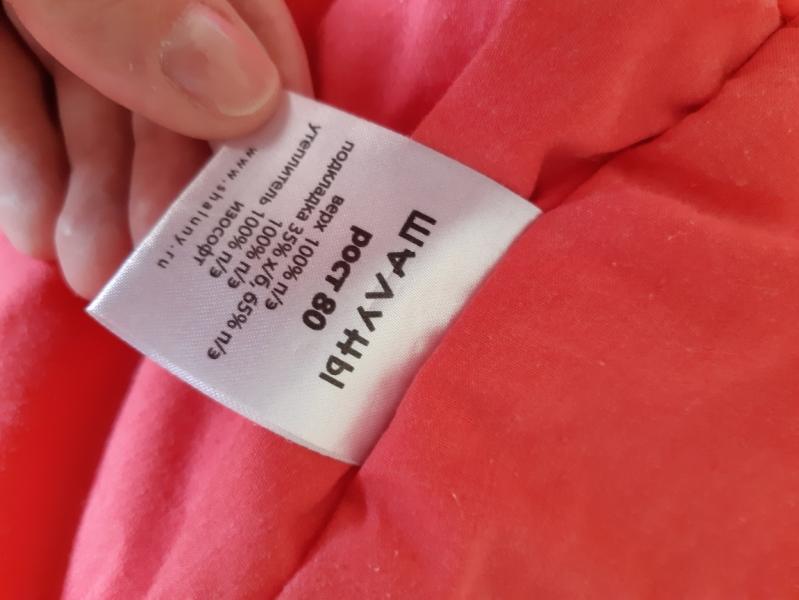 ШАЛУНЫ
рост 80
верх 100% п/э
подкладка 35% х/б, 65% п/э
100% п/э
утеплитель 100% п/э
изософт
www.shaluny.ru